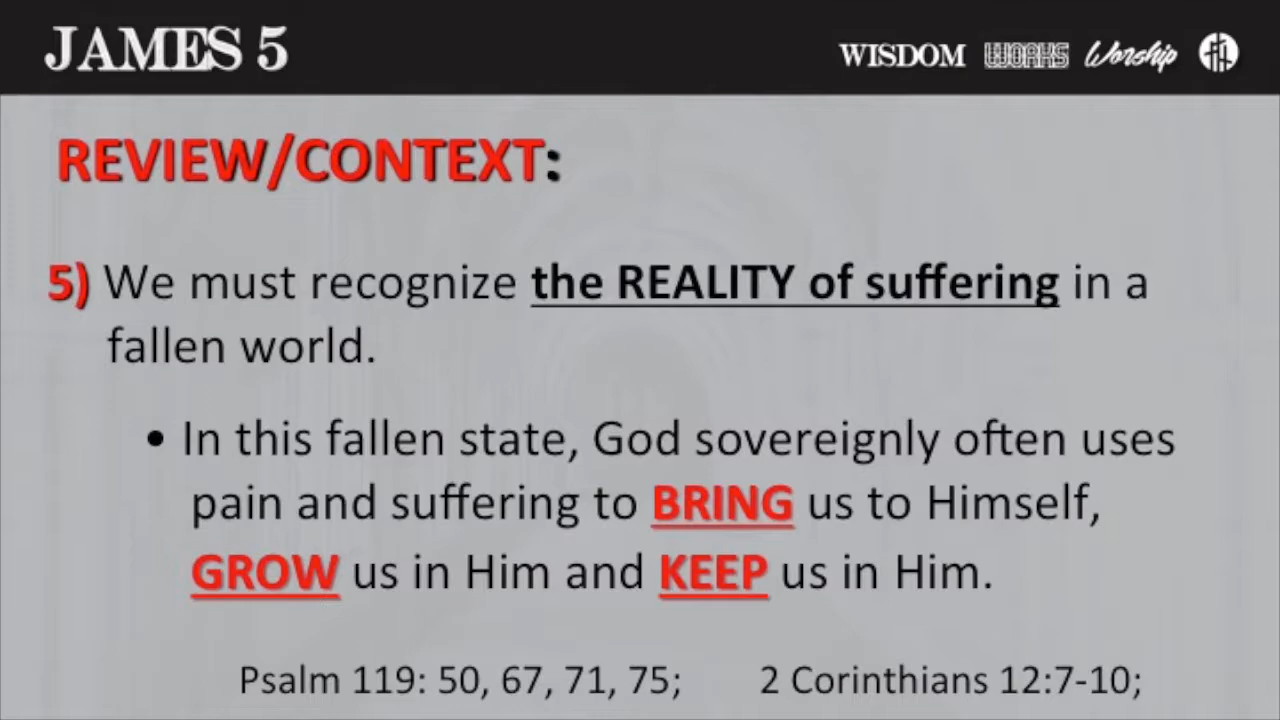 JAMES 5
WISDOM WORKS Worship
REVIEW/CONTEXT:
5) We must recognize the REALITY of suffering in a
fallen world.
• In this fallen state, God sovereignly often uses
pain and suffering to BRING us to Himself,
GROW us in Him and KEEP us in Him.
Psalm 119: 50, 67, 71, 75; 2 Corinthians 12:7-10;